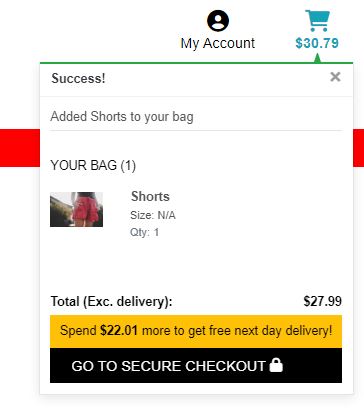 My Account
$30.79
Success!
×
Added Shorts to your bag
YOUR BAG (1)
Shorts
Size: N/A
Qty: 1
Total (Exc. delivery): $27.99
Spend $22.01 more to get free next day delivery!
GO TO SECURE CHECKOUT